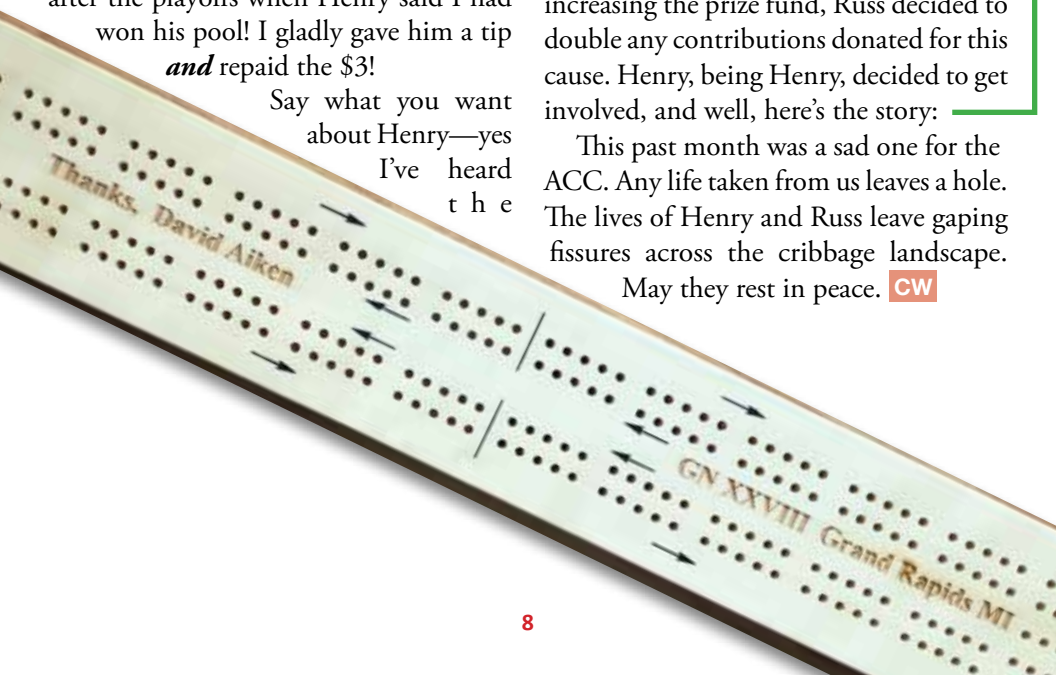 after the playoffs when Henry said I had
won his pool! I gladly gave him a tip
and repaid the $3!
Say what you want
about Henry—yes
I've heard
the
increasing the prize fund, Russ decided to
double any contributions donated for this
cause. Henry, being Henry, decided to get
involved, and well, here's the story:
This past month was a sad one for the
ACC. Any life taken from us leaves a hole.
The lives of Henry and Russ leave gaping
fissures across the cribbage landscape.
May they rest in peace. CW
Thanks, David Aiken
GN XXVIII Grand Rapids MI
8